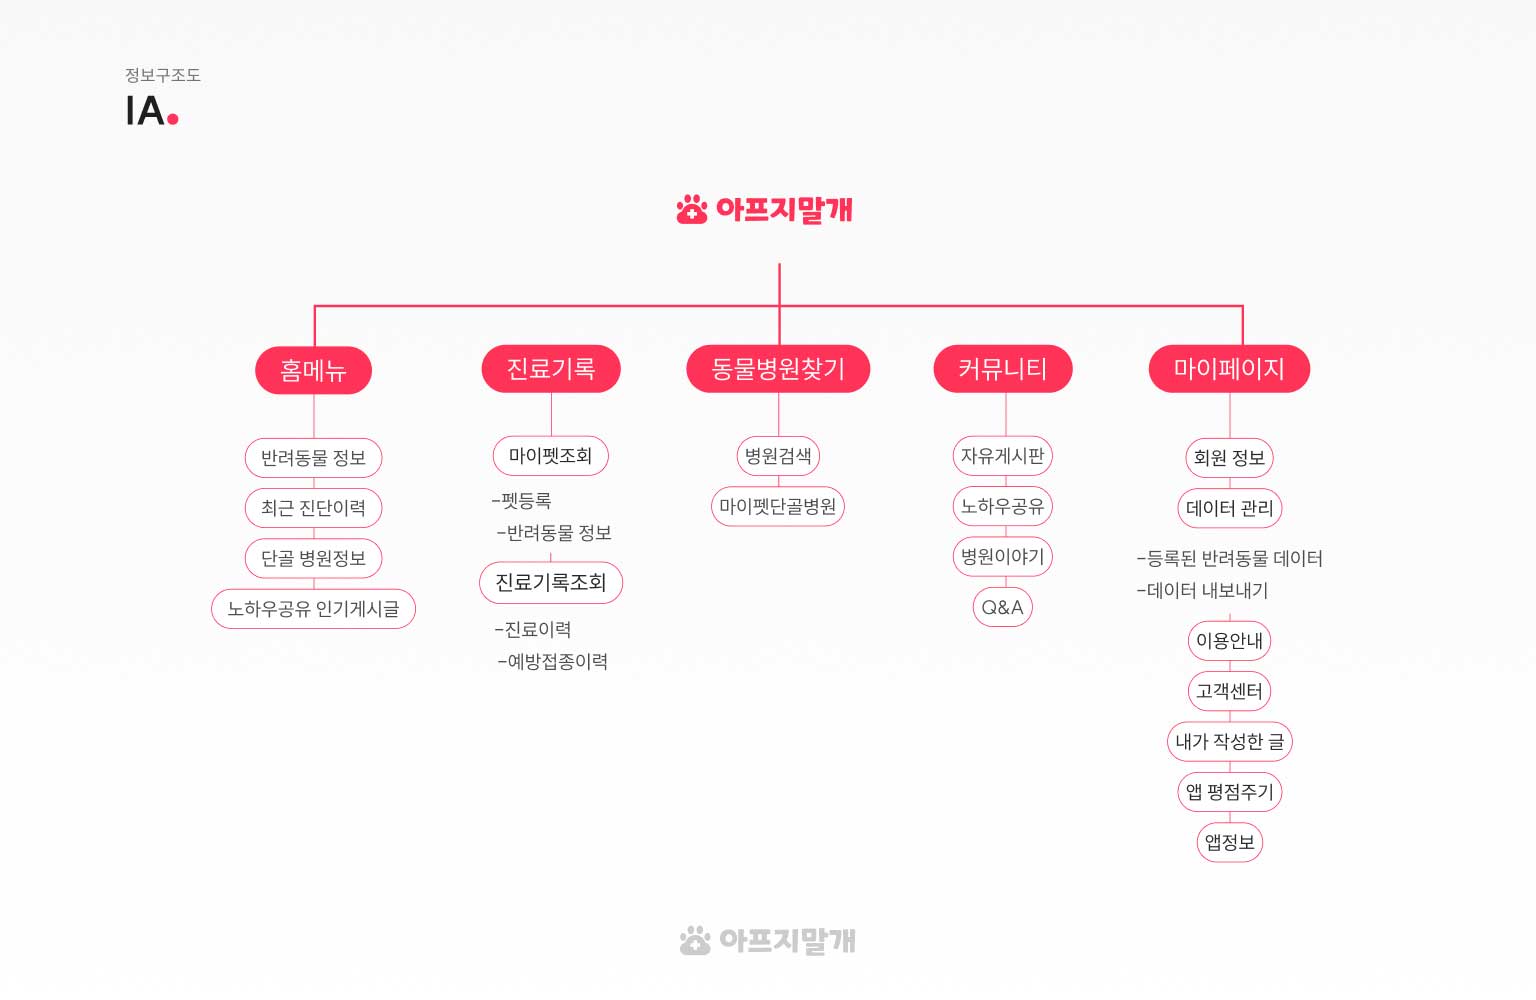 정보구조도
IA.
아프지말개
홈메뉴
반려동물 정보
최근 진단이력
단골 병원정보
노하우공유 인기게시글
진료기록
마이펫조회
-펫등록
-반려동물 정보
진료기록조회
-진료이력
-예방접종이력
동물병원찾기
병원검색
마이펫단골병원
커뮤니티
자유게시판
노하우공유
병원이야기
Q&A
마이페이지
회원 정보
데이터 관리
-등록된 반려동물 데이터
-데이터 내보내기
이용안내
고객센터
내가 작성한 글
앱 평점주기
앱정보
아프지말개